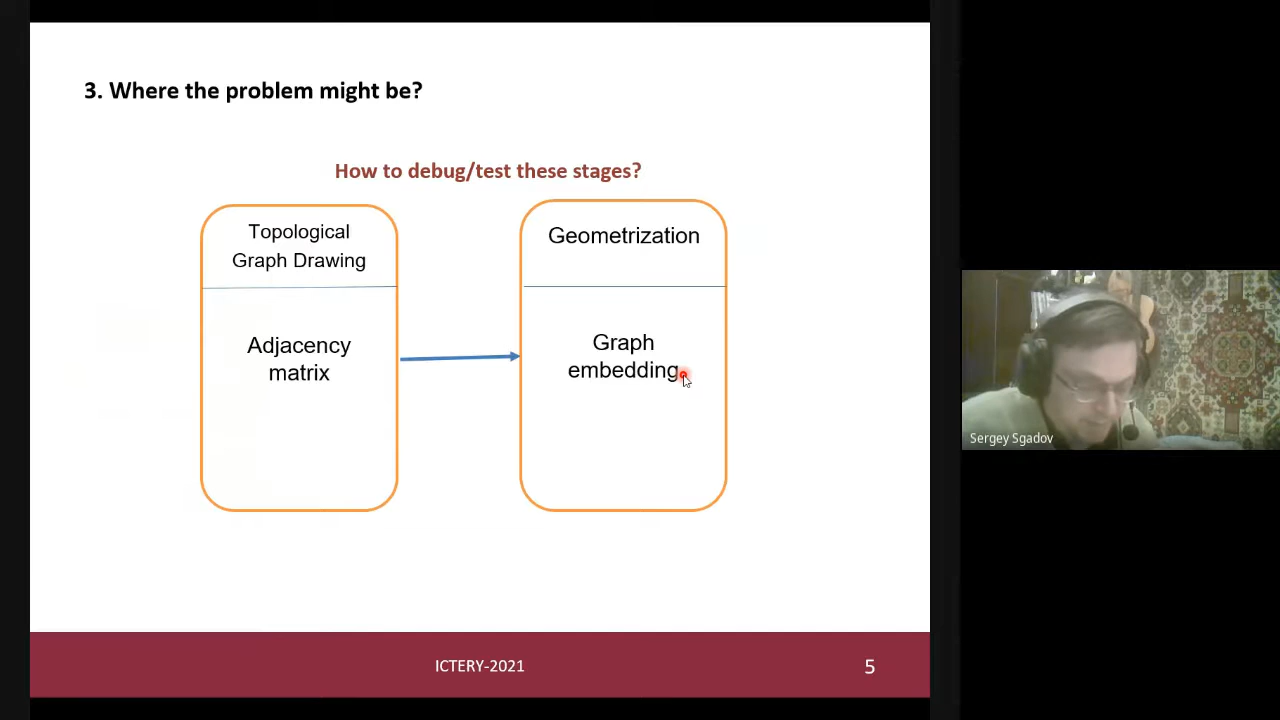 3. Where the problem might be?
How to debug/test these stages?
Topological
Graph Drawing
Adjacency
matrix
Geometrization
Graph
embedding
Sergey Sgadov
ICTERY-2021
5